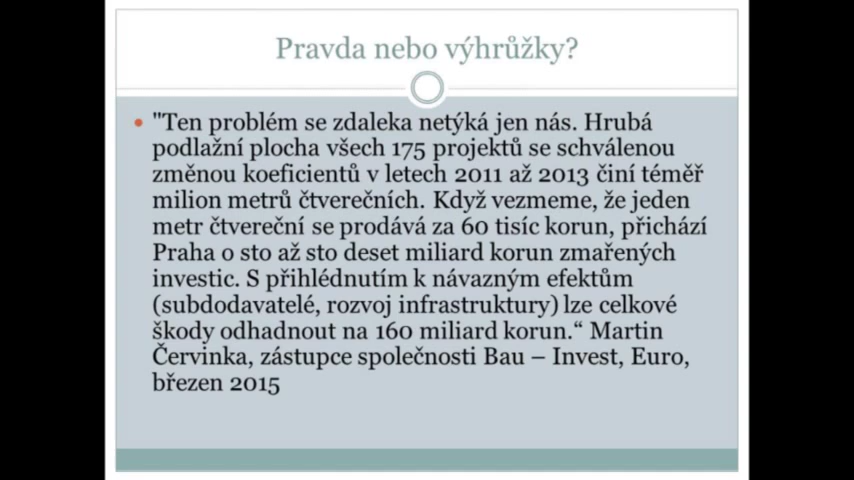 Pravda nebo výhrůžky?
"Ten problém se zdaleka netýká jen nás. Hrubá
podlažní plocha všech 175 projektů se schválenou
změnou koeficientů v letech 2011 až 2013 činí téměř
milion metrů čtverečních. Když vezmeme, že jeden
metr čtvereční se prodává za 60 tisíc korun, přichází
Praha o sto až sto deset miliard korun zmařených
investic. S přihlédnutím k návazným efektům
(subdodavatelé, rozvoj infrastruktury) lze celkové
škody odhadnout na 160 miliard korun.“ Martin
Červinka, zástupce společnosti Bau – Invest, Euro,
březen 2015